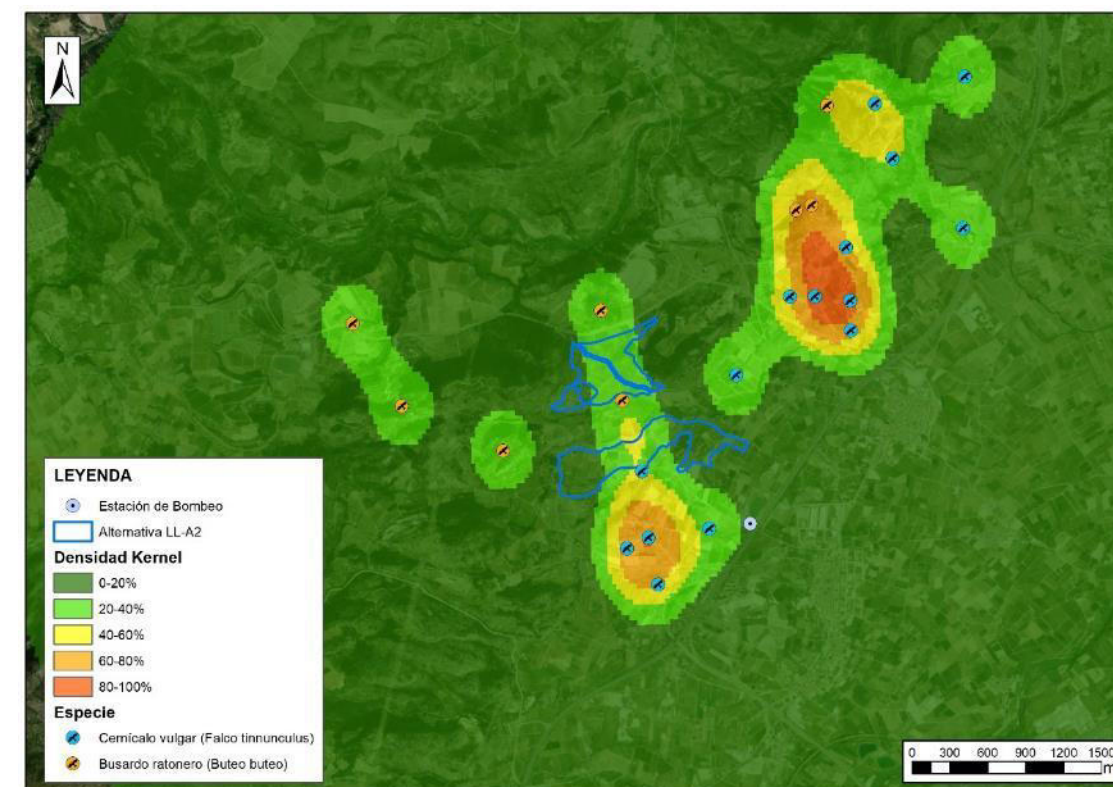 N
LEYENDA
Estación de Bombeo
Alternativa LL-A2
Densidad Kernel
0-20%
20-40%
40-60%
60-80%
80-100%
Especie
Cernícalo vulgar (Falco tinnunculus)
Busardo ratonero (Buteo buteo)
0 300 600 900 1200 1500
m